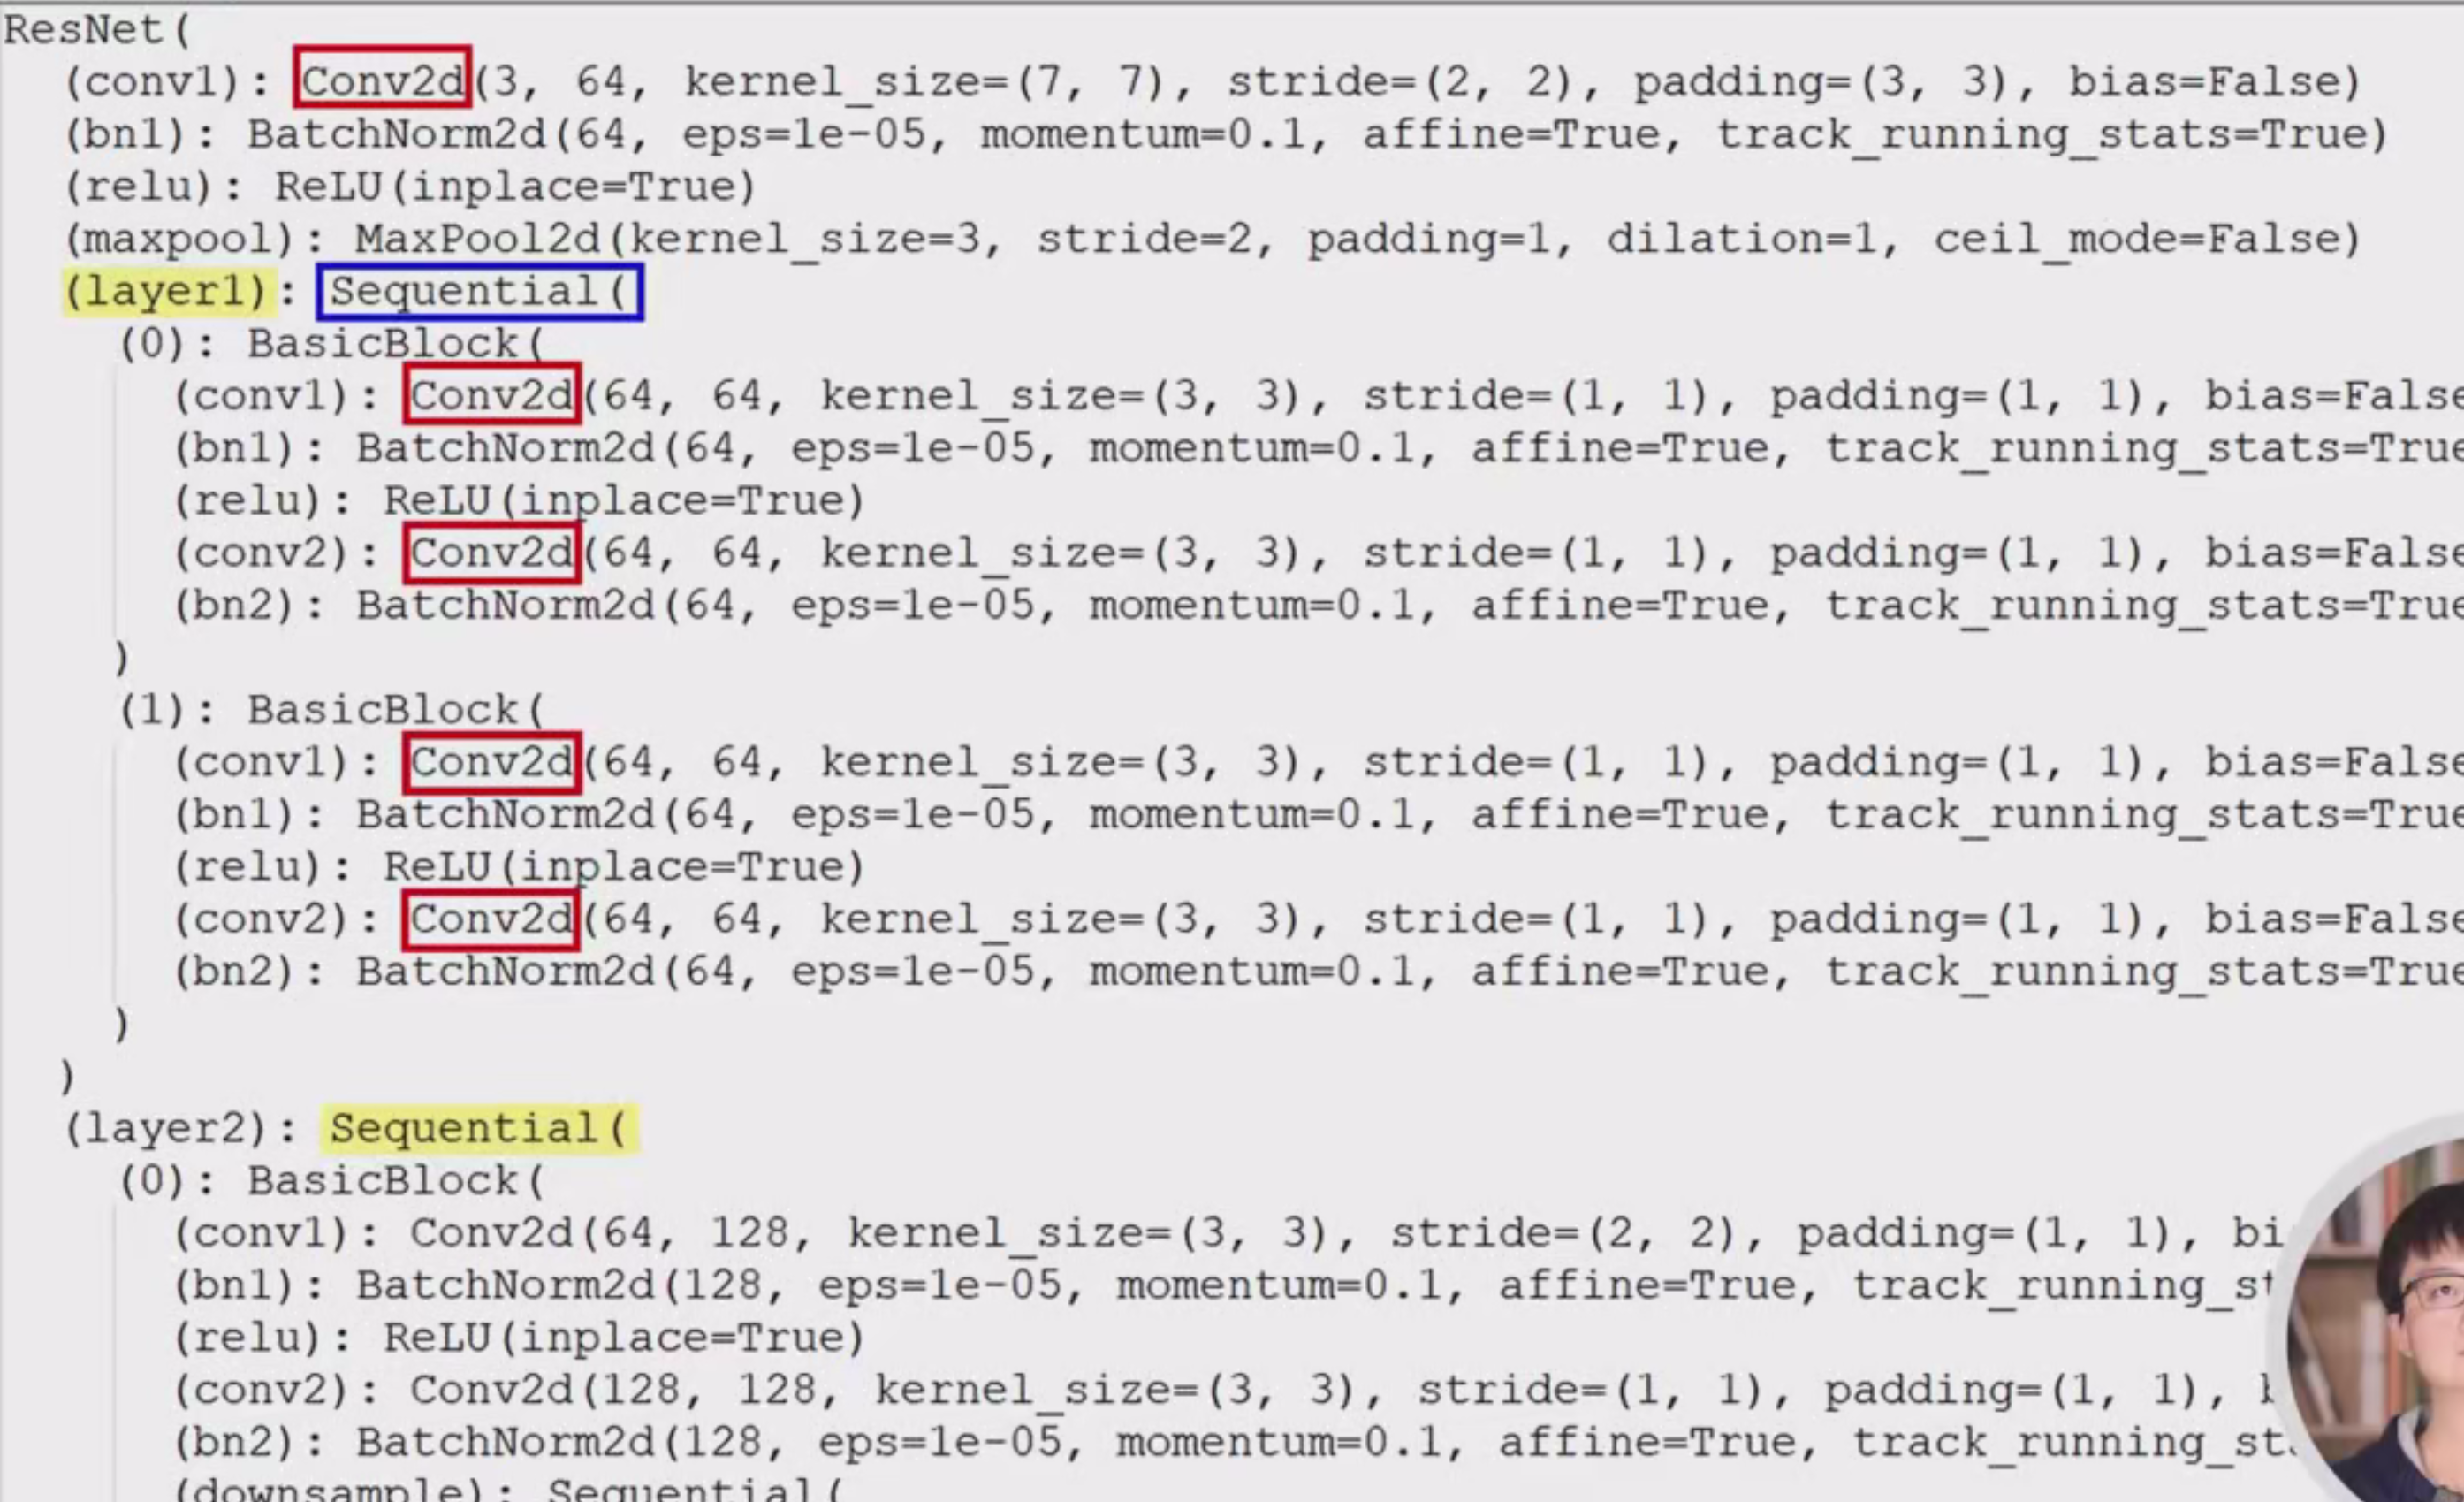 ResNet(
(conv1): Conv2d(3, 64, kernel_size=(7, 7), stride=(2, 2), padding=(3, 3), bias=False)
(bn1): BatchNorm2d(64, eps=1e-05, momentum=0.1, affine=True, track_running_stats=True)
(relu): ReLU(inplace=True)
(maxpool): MaxPool2d(kernel_size=3, stride=2, padding=1, dilation=1, ceil_mode=False)
(layer1): Sequential(
(0): BasicBlock(
(conv1): Conv2d(64, 64, kernel_size=(3, 3), stride=(1, 1), padding=(1, 1), bias=False
(bn1): BatchNorm2d(64, eps=1e-05, momentum=0.1, affine=True, track_running_stats=True
(relu): ReLU(inplace=True)
(conv2): Conv2d(64, 64, kernel_size=(3, 3), stride=(1, 1), padding=(1, 1), bias=False
(bn2): BatchNorm2d(64, eps=1e-05, momentum=0.1, affine=True, track_running_stats=True
)
(1): BasicBlock(
(conv1): Conv2d(64, 64, kernel_size=(3, 3), stride=(1, 1), padding=(1, 1), bias=False
(bn1): BatchNorm2d(64, eps=1e-05, momentum=0.1, affine=True, track_running_stats=True
(relu): ReLU(inplace=True)
(conv2): Conv2d(64, 64, kernel_size=(3, 3), stride=(1, 1), padding=(1, 1), bias=False
(bn2): BatchNorm2d(64, eps=1e-05, momentum=0.1, affine=True, track_running_stats=True
)
)
(layer2): Sequential(
(0): BasicBlock(
(conv1): Conv2d(64, 128, kernel_size=(3, 3), stride=(2, 2), padding=(1, 1), bi
(bn1): BatchNorm2d(128, eps=1e-05, momentum=0.1, affine=True, track_running_st
(relu): ReLU(inplace=True)
(conv2): Conv2d(128, 128, kernel_size=(3, 3), stride=(1, 1), padding=(1, 1),
(bn2): BatchNorm2d(128, eps=1e-05, momentum=0.1, affine=True, track_running_st
(downsample): Sequential(